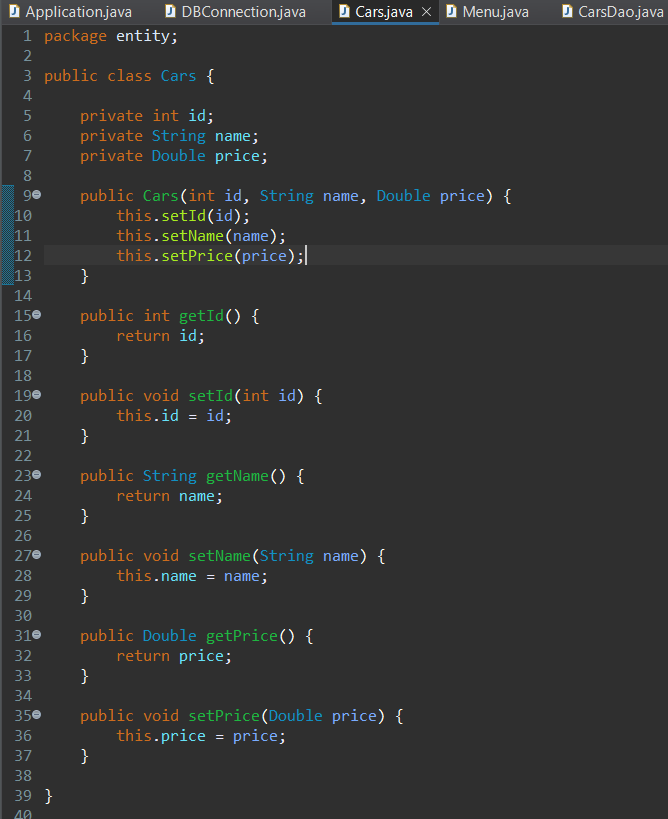 Application.java DBConnection.java Cars.java Menu.java CarsDao.java
1 package entity;
2
3 public class Cars {
4
5     private int id;
6     private String name;
7     private Double price;
8
9     public Cars(int id, String name, Double price) {
10         this.setId(id);
11         this.setName(name);
12         this.setPrice(price);
13     }
14
15     public int getId() {
16         return id;
17     }
18
19     public void setId(int id) {
20         this.id = id;
21     }
22
23     public String getName() {
24         return name;
25     }
26
27     public void setName(String name) {
28         this.name = name;
29     }
30
31     public Double getPrice() {
32         return price;
33     }
34
35     public void setPrice(Double price) {
36         this.price = price;
37     }
38
39 }
40